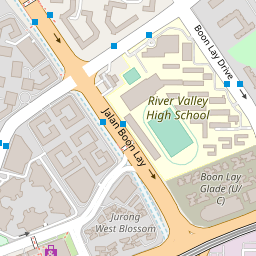 Boon Lay Drive
River Valley
High School
Jalan Boon Lay
Boon Lay
Glade (U/
C)
Jurong
West Blossom